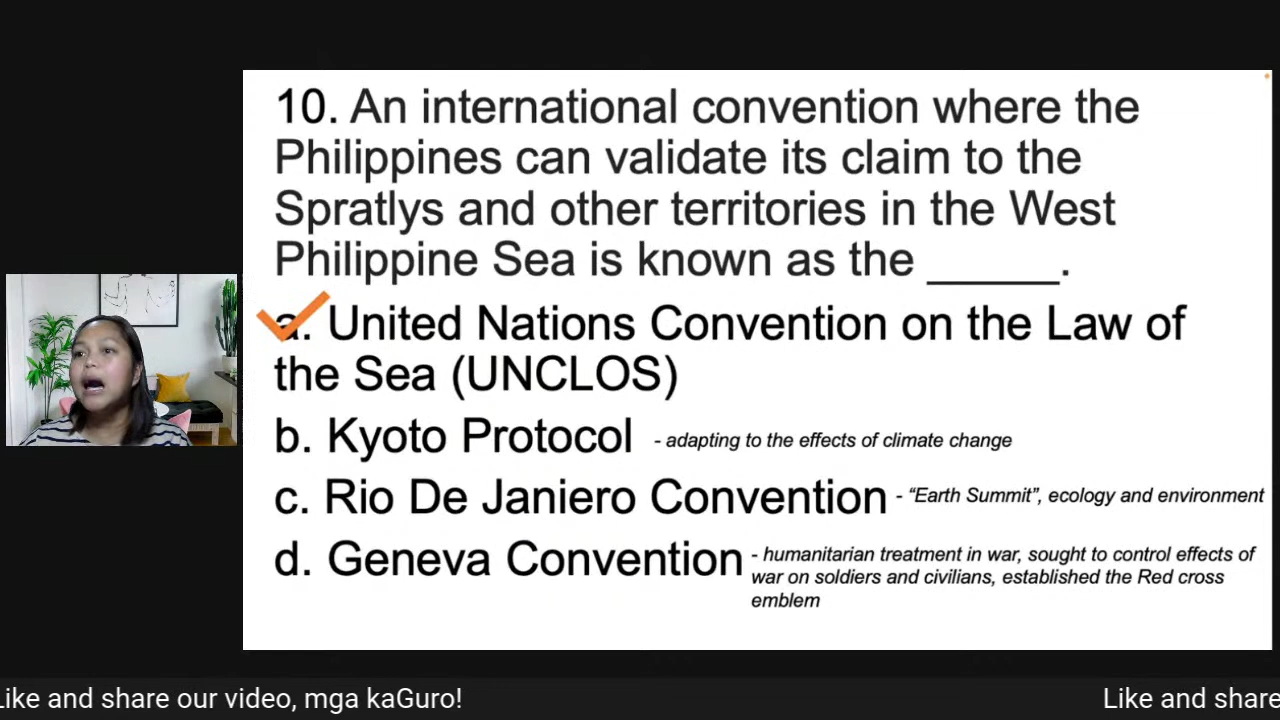 10. An international convention where the
Philippines can validate its claim to the
Spratlys and other territories in the West
Philippine Sea is known as the _____.
a. United Nations Convention on the Law of
the Sea (UNCLOS)
b. Kyoto Protocol - adapting to the effects of climate change
c. Rio De Janiero Convention - “Earth Summit”, ecology and environment
d. Geneva Convention - humanitarian treatment in war, sought to control effects of
war on soldiers and civilians, established the Red cross
emblem
Like and share our video, mga kaGuro! Like and share